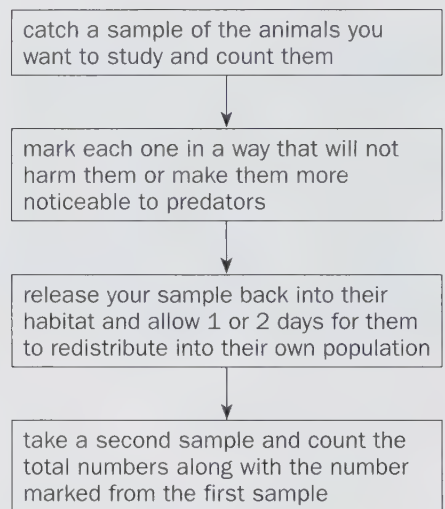 catch a sample of the animals you
want to study and count them
mark each one in a way that will not
harm them or make them more
noticeable to predators
release your sample back into their
habitat and allow 1 or 2 days for them
to redistribute into their own population
take a second sample and count the
total numbers along with the number
marked from the first sample